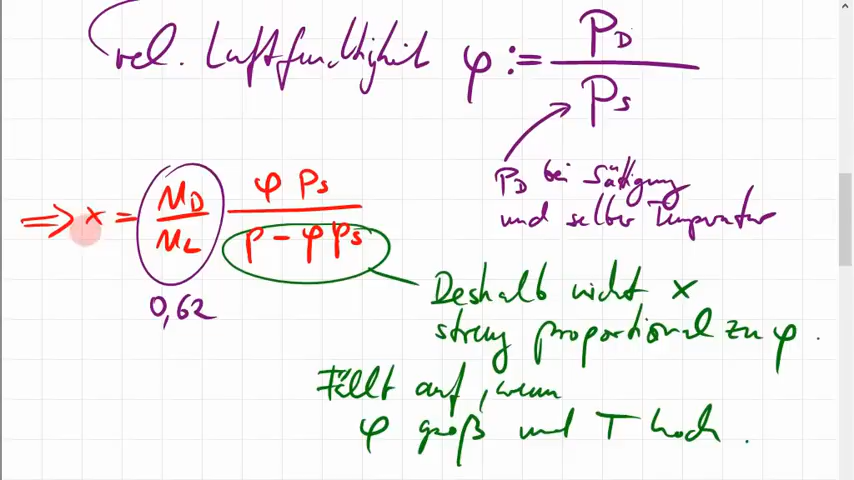 rel. Luftfeuchtigkeit φ := P_D / P_S
P_D bei Sättigung
und selber Temperatur
⇒ x = M_D / M_L φ P_S / (P − φ P_S)
0,62
Deshalb nicht x
streng proportional zu φ.
Fällt auf, wenn
φ groß und T hoch.